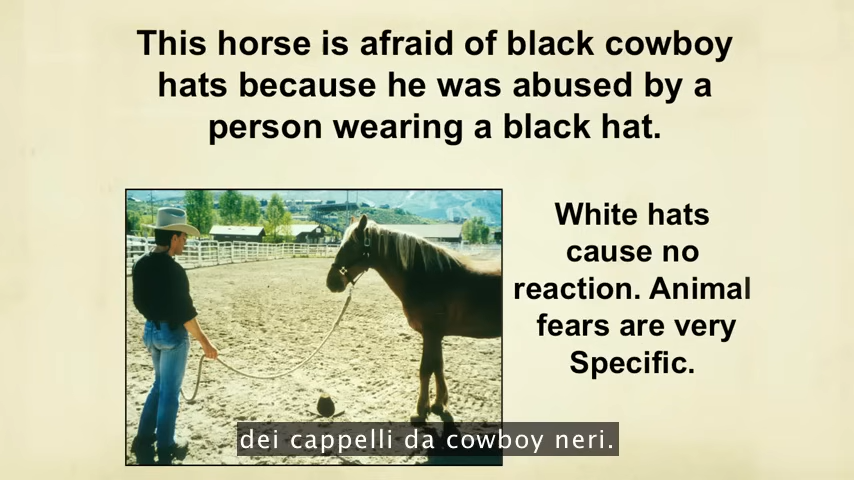 This horse is afraid of black cowboy
hats because he was abused by a
person wearing a black hat.
White hats
cause no
reaction. Animal
fears are very
Specific.
dei cappelli da cowboy neri.